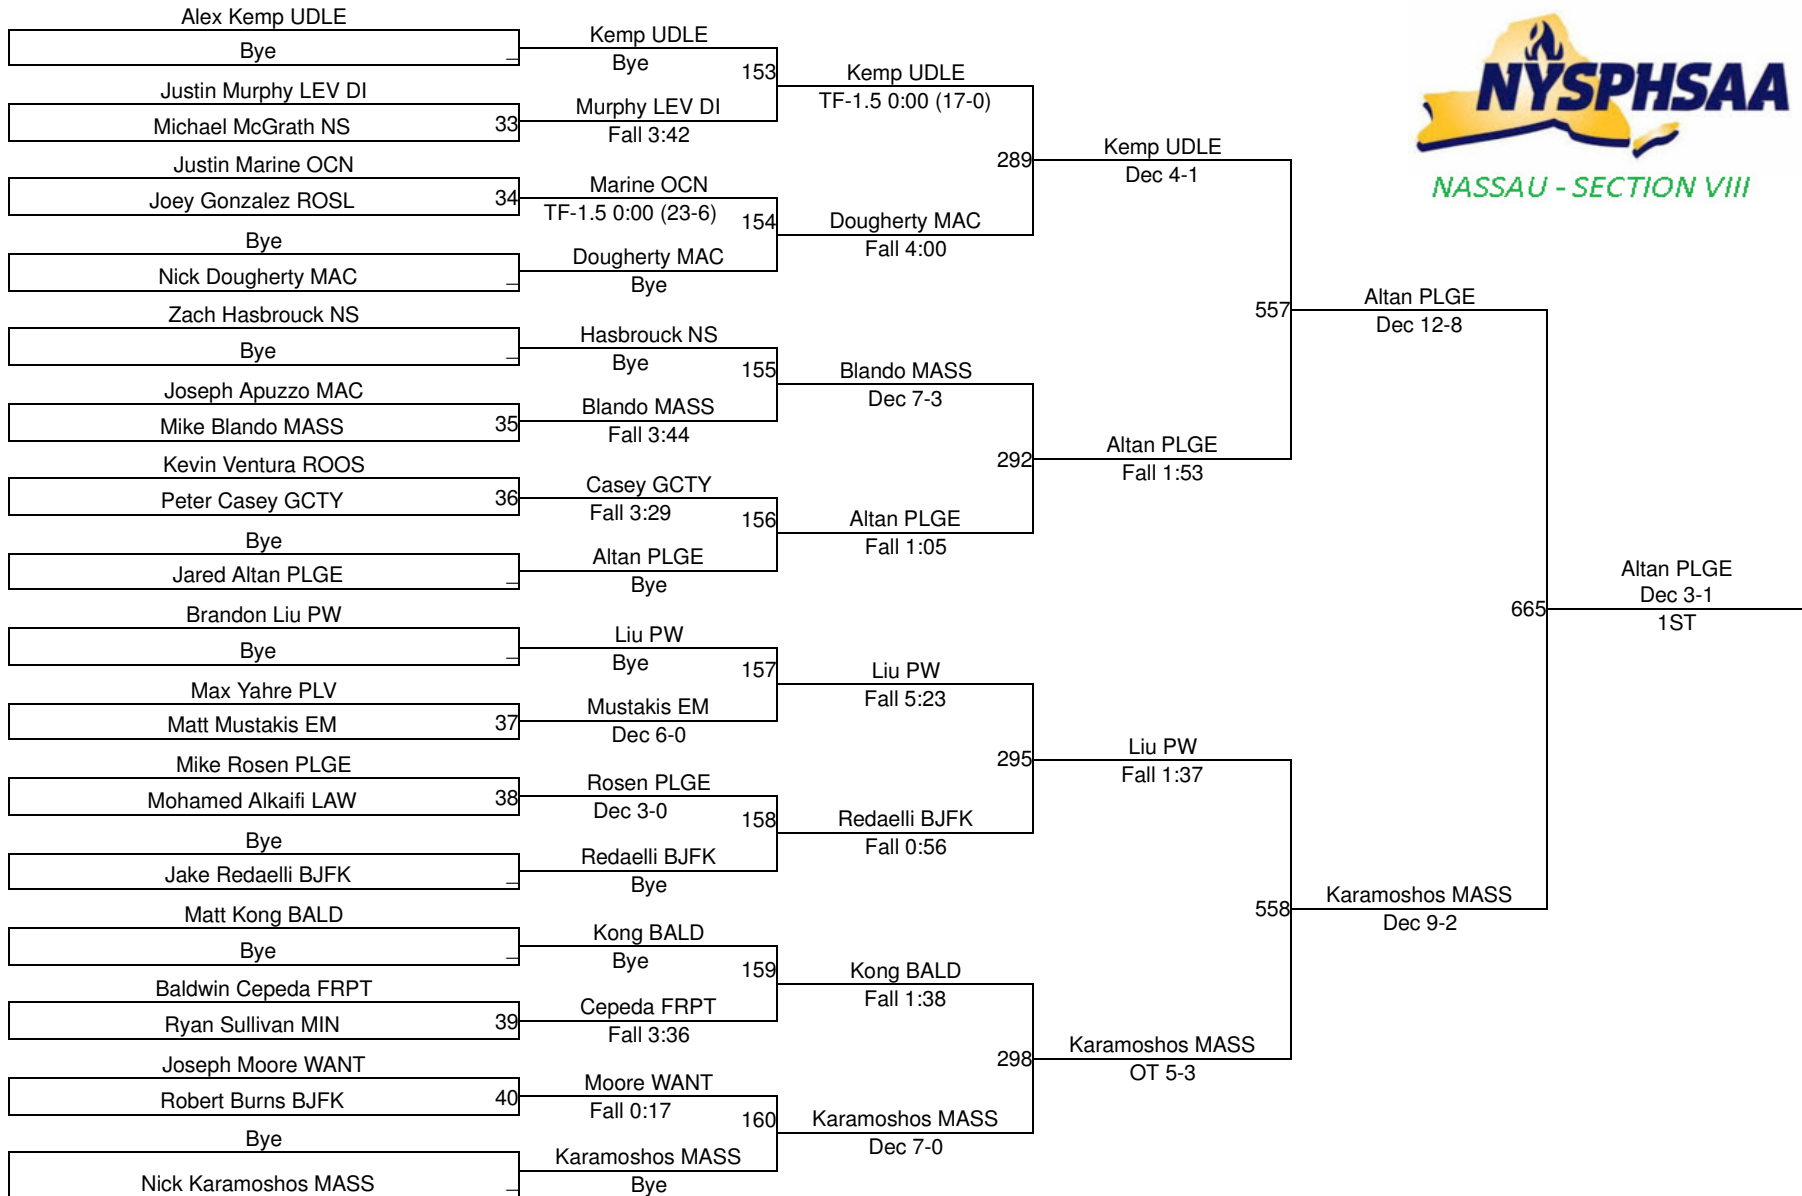 Alex Kemp UDLE
Bye
_
Justin Murphy LEV DI
Michael McGrath NS
33
Justin Marine OCN
Joey Gonzalez ROSL
34
Bye
Nick Dougherty MAC
_
Zach Hasbrouck NS
Bye
_
Joseph Apuzzo MAC
Mike Blando MASS
35
Kevin Ventura ROOS
Peter Casey GCTY
36
Bye
Jared Altan PLGE
_
Brandon Liu PW
Bye
_
Max Yahre PLV
Matt Mustakis EM
37
Mike Rosen PLGE
Mohamed Alkaifi LAW
38
Bye
Jake Redaelli BJFK
_
Matt Kong BALD
Bye
_
Baldwin Cepeda FRPT
Ryan Sullivan MIN
39
Joseph Moore WANT
Robert Burns BJFK
40
Bye
Nick Karamoshos MASS
_
Kemp UDLE
Bye
153
Murphy LEV DI
Fall 3:42
Marine OCN
TF-1.5 0:00 (23-6)
154
Dougherty MAC
Bye
Hasbrouck NS
Bye
155
Blando MASS
Fall 3:44
Casey GCTY
Fall 3:29
156
Altan PLGE
Bye
Liu PW
Bye
157
Mustakis EM
Dec 6-0
Rosen PLGE
Dec 3-0
158
Redaelli BJFK
Bye
Kong BALD
Bye
159
Cepeda FRPT
Fall 3:36
Moore WANT
Fall 0:17
160
Karamoshos MASS
Bye
Kemp UDLE
TF-1.5 0:00 (17-0)
289
Dougherty MAC
Fall 4:00
Blando MASS
Dec 7-3
292
Altan PLGE
Fall 1:05
Liu PW
Fall 5:23
295
Redaelli BJFK
Fall 0:56
Kong BALD
Fall 1:38
298
Karamoshos MASS
Dec 7-0
Kemp UDLE
Dec 4-1
557
Altan PLGE
Fall 1:53
Liu PW
Fall 1:37
558
Karamoshos MASS
OT 5-3
Altan PLGE
Dec 12-8
665
Karamoshos MASS
Dec 9-2
Altan PLGE
Dec 3-1
1ST
NYSPHSAA
NASSAU - SECTION VIII